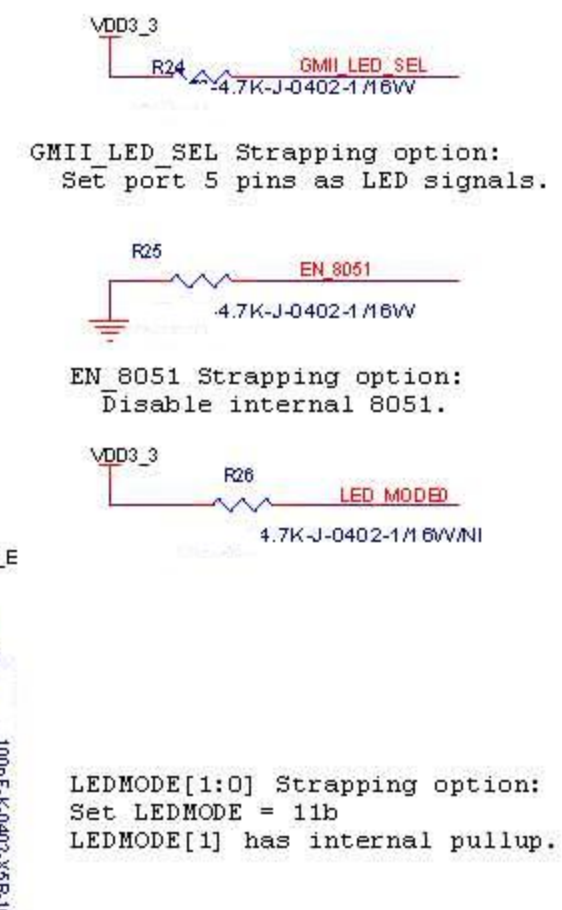 VDD3_3
R24
GMII_LED_SEL
4.7K-J-0402-1/16W
GMII_LED_SEL Strapping option:
Set port 5 pins as LED signals.
R25
EN_8051
4.7K-J-0402-1/16W
EN_8051 Strapping option:
Disable internal 8051.
VDD3_3
R26
LED_MODE0
4.7K-J-0402-1/16W/NI
_E
LEDMODE[1:0] Strapping option:
Set LEDMODE = 11b
LEDMODE[1] has internal pullup.